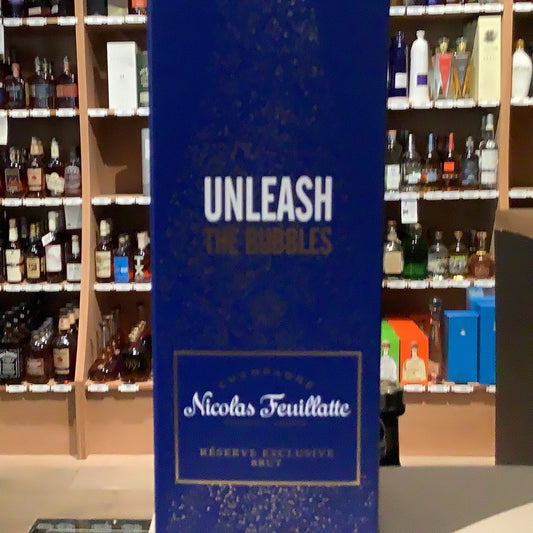 UNLEASH
THE BUBBLES
CHAMPAGNE
Nicolas Feuillatte
RÉSERVE EXCLUSIVE
BRUT